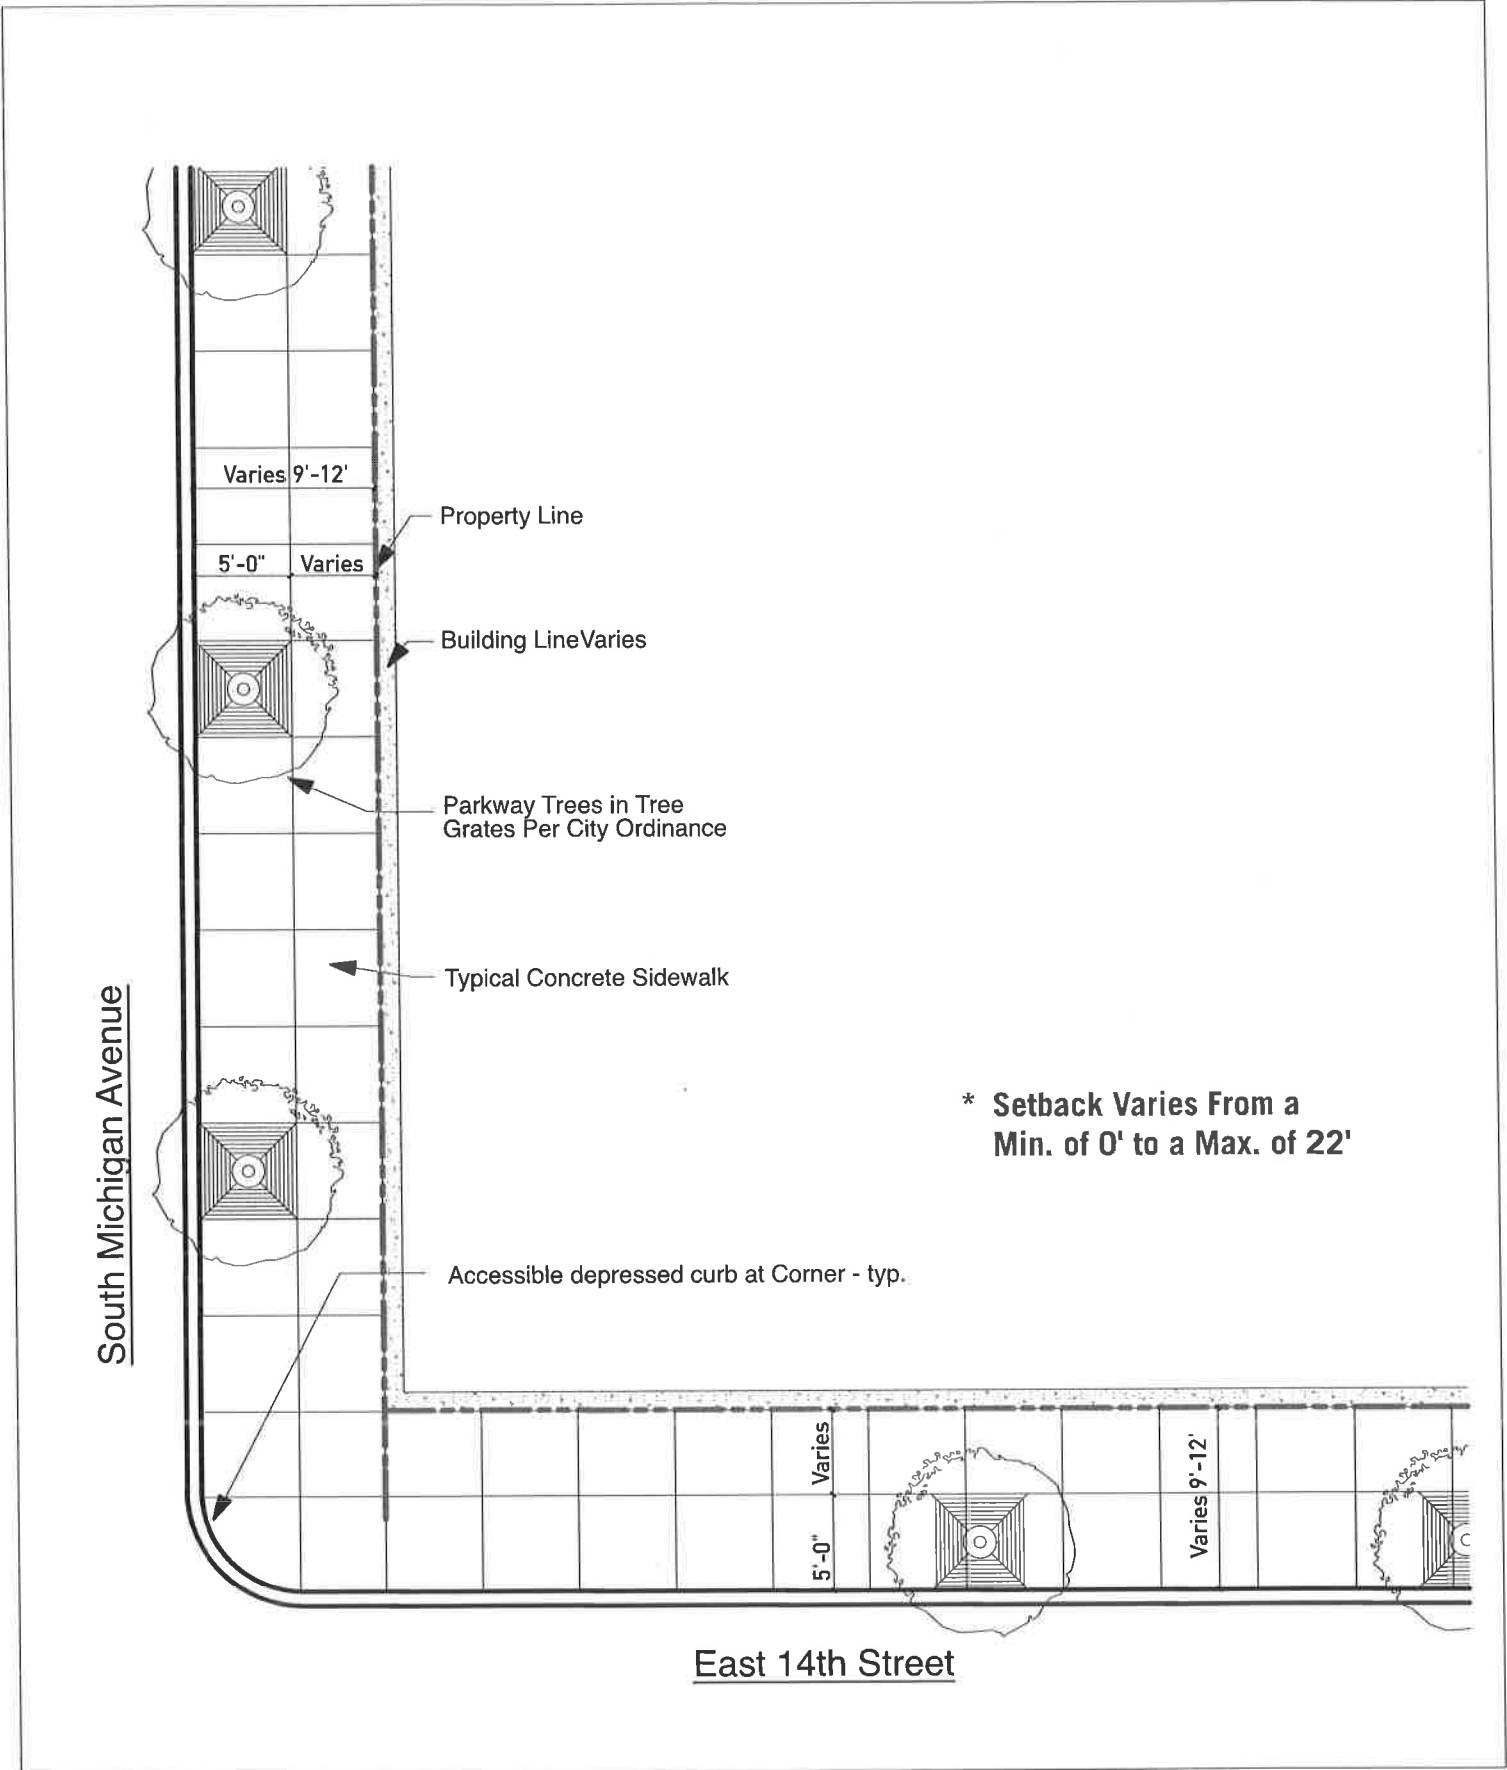 Varies 9'-12'
Property Line
5'-0" Varies
Building LineVaries
Parkway Trees in Tree
Grates Per City Ordinance
Typical Concrete Sidewalk
South Michigan Avenue
* Setback Varies From a
Min. of 0' to a Max. of 22'
Accessible depressed curb at Corner - typ.
Varies
5'-0"
Varies 9'-12'
East 14th Street